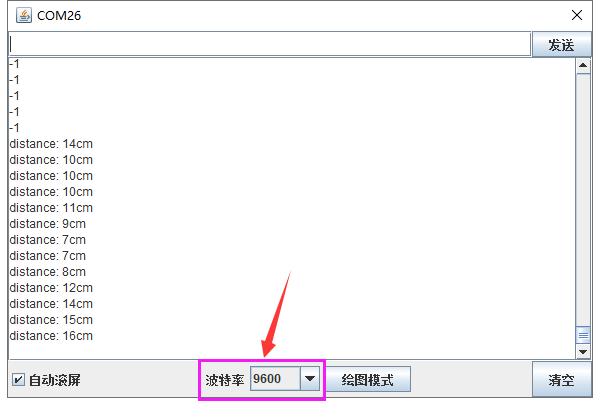 COM26
发送
-1
-1
-1
-1
-1
distance: 14cm
distance: 10cm
distance: 10cm
distance: 10cm
distance: 11cm
distance: 9cm
distance: 7cm
distance: 7cm
distance: 8cm
distance: 12cm
distance: 14cm
distance: 15cm
distance: 16cm
自动滚屏 波特率 9600 绘图模式 清空